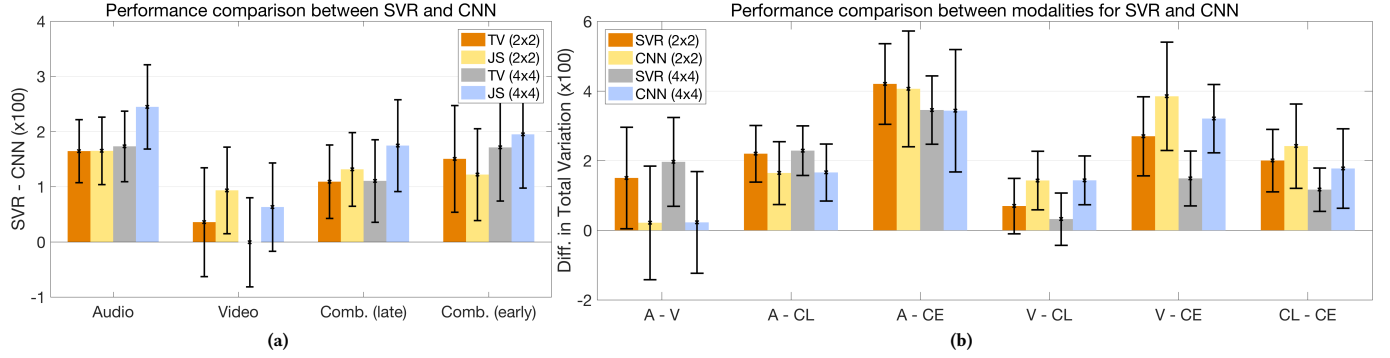 Performance comparison between SVR and CNN
SVR - CNN (x100)
4
3
2
1
0
-1
TV (2x2)
JS (2x2)
TV (4x4)
JS (4x4)
Audio
Video
Comb. (late)
Comb. (early)
(a)
Performance comparison between modalities for SVR and CNN
Diff. in Total Variation (x100)
6
4
2
0
-2
SVR (2x2)
CNN (2x2)
SVR (4x4)
CNN (4x4)
A - V
A - CL
A - CE
V - CL
V - CE
CL - CE
(b)